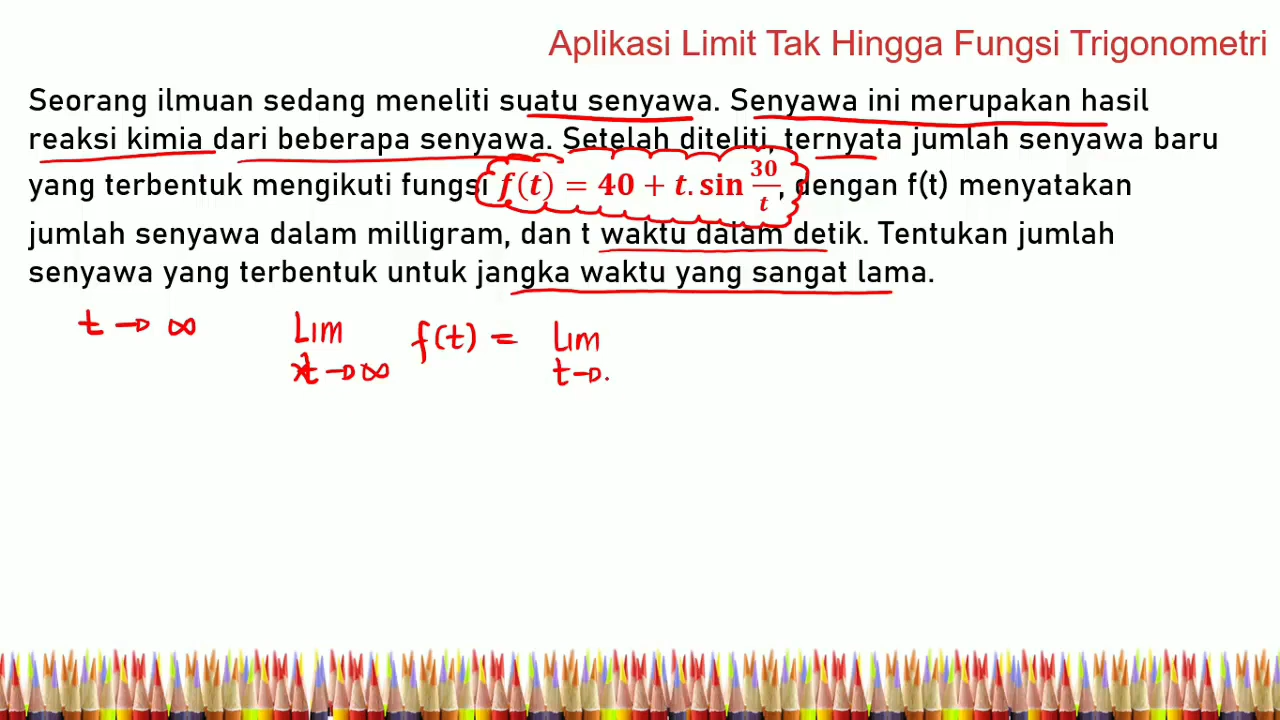 Aplikasi Limit Tak Hingga Fungsi Trigonometri
Seorang ilmuan sedang meneliti suatu senyawa. Senyawa ini merupakan hasil
reaksi kimia dari beberapa senyawa. Setelah diteliti, ternyata jumlah senyawa baru
yang terbentuk mengikuti fungsi f(t) = 40 + t. sin 30/t, dengan f(t) menyatakan
jumlah senyawa dalam milligram, dan t waktu dalam detik. Tentukan jumlah
senyawa yang terbentuk untuk jangka waktu yang sangat lama.
t → ∞ Lim f(t) = Lim
t → ∞ t →